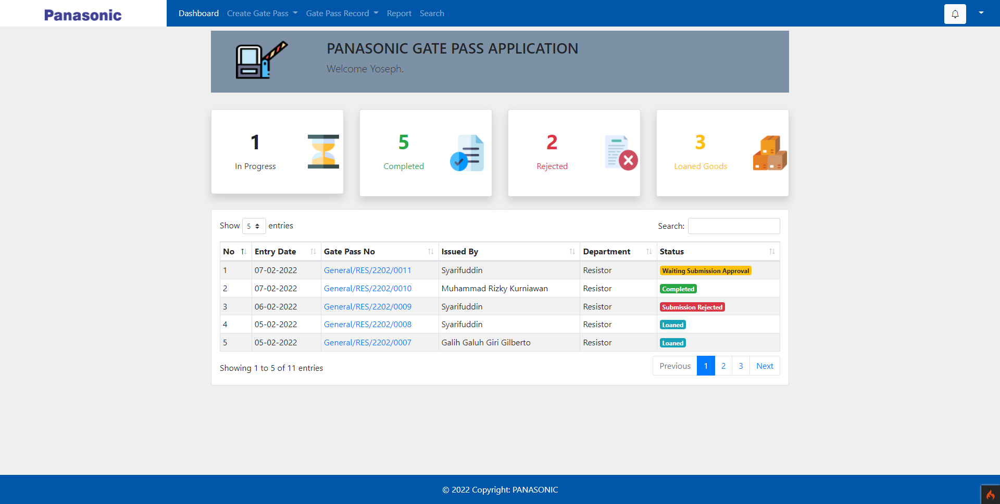 Panasonic
Dashboard Create Gate Pass Gate Pass Record Report Search
PANASONIC GATE PASS APPLICATION
Welcome Yoseph.
1
In Progress
5
Completed
2
Rejected
3
Loaned Goods
Show 5 entries Search:
No Entry Date Gate Pass No Issued By Department Status
1 07-02-2022 General/RES/2202/0011 Syarifuddin Resistor Waiting Submission Approval
2 07-02-2022 General/RES/2202/0010 Muhammad Rizky Kurniawan Resistor Completed
3 06-02-2022 General/RES/2202/0009 Syarifuddin Resistor Submission Rejected
4 05-02-2022 General/RES/2202/0008 Syarifuddin Resistor Loaned
5 05-02-2022 General/RES/2202/0007 Galih Galuh Giri Gilberto Resistor Loaned
Showing 1 to 5 of 11 entries Previous 1 2 3 Next
© 2022 Copyright: PANASONIC